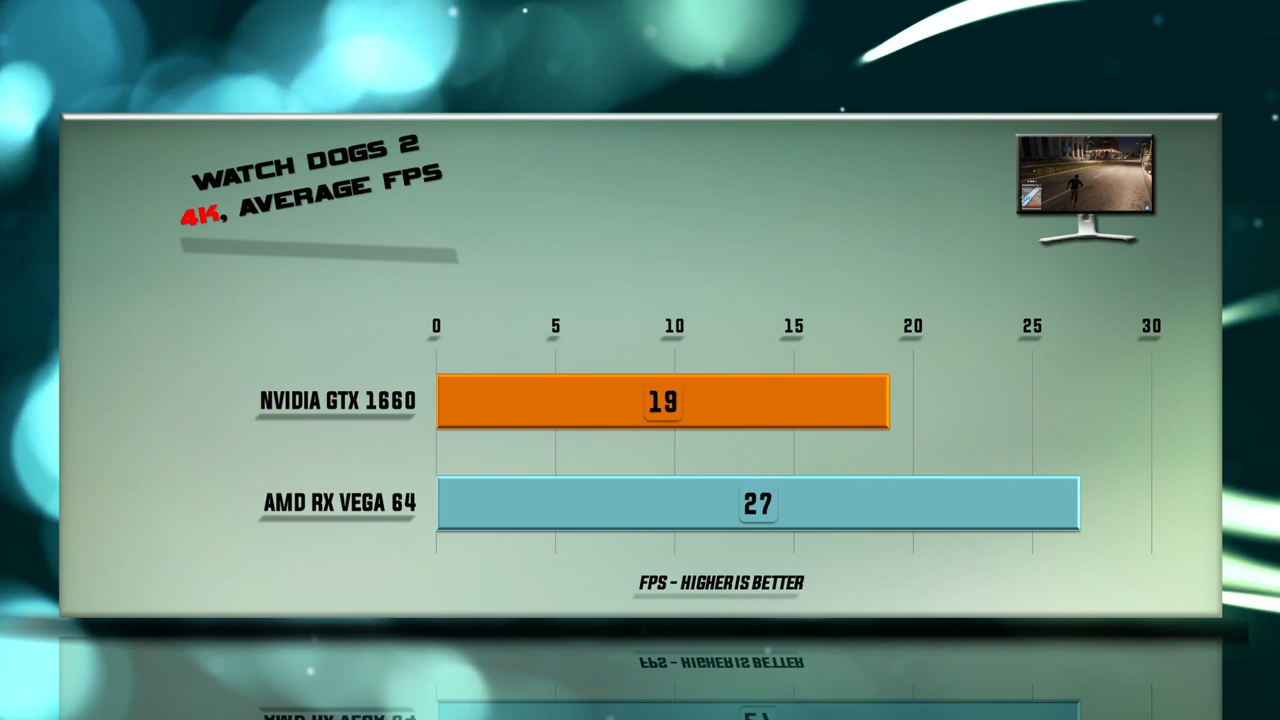 WATCH DOGS 2
4K, AVERAGE FPS
0 5 10 15 20 25 30
NVIDIA GTX 1660 19
AMD RX VEGA 64 27
FPS - HIGHER IS BETTER